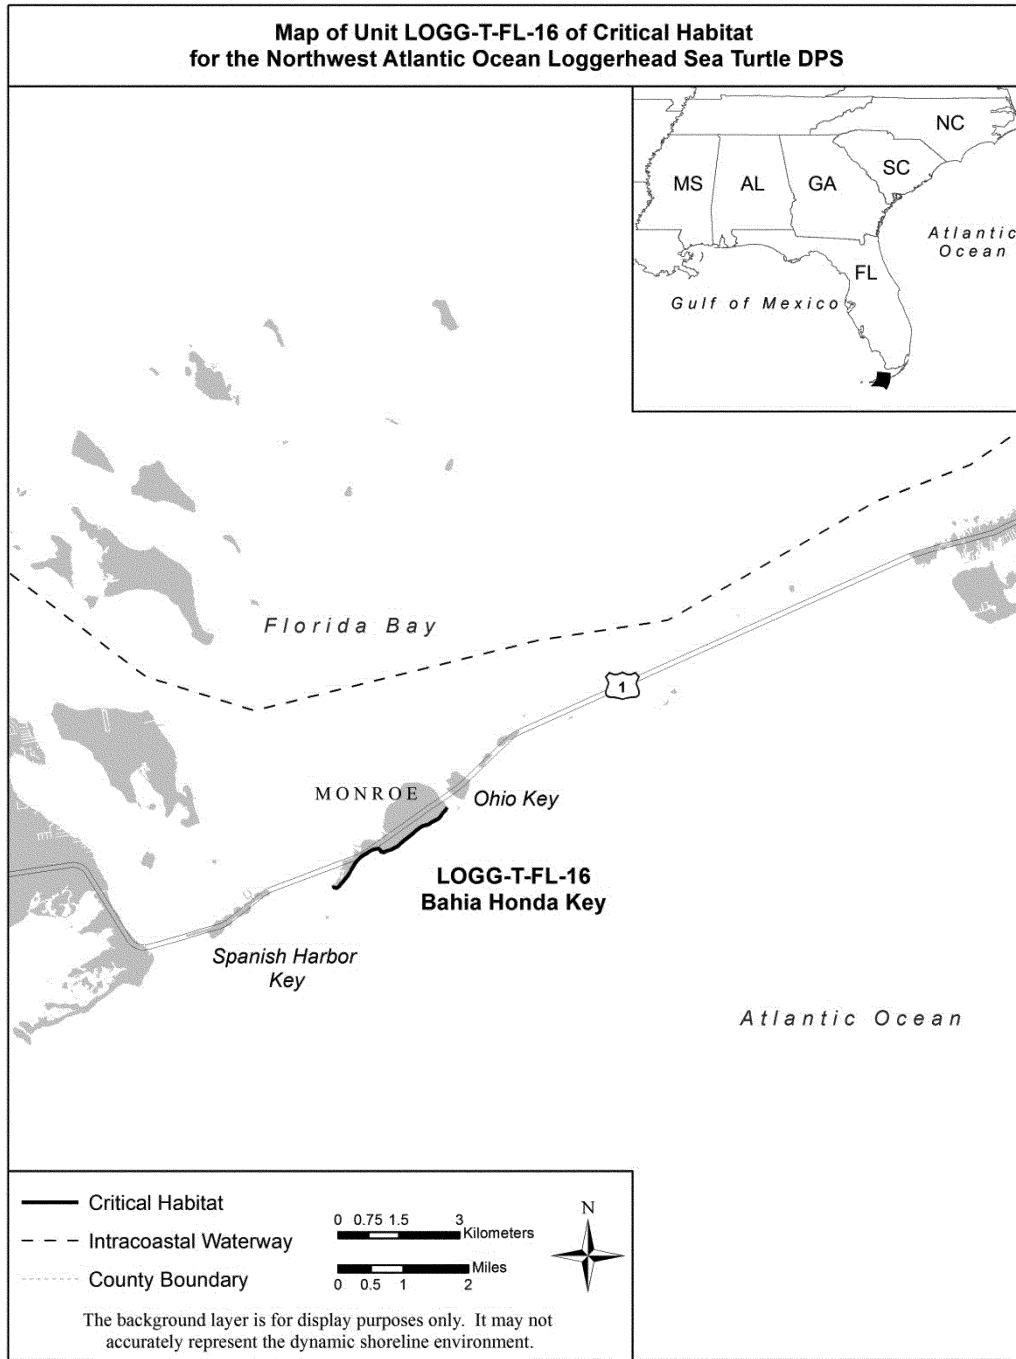 Map of Unit LOGG-T-FL-16 of Critical Habitat
for the Northwest Atlantic Ocean Loggerhead Sea Turtle DPS
NC
SC
MS
AL
GA
Atlantic
Ocean
FL
Gulf of Mexico
Florida Bay
1
MONROE
Ohio Key
LOGG-T-FL-16
Bahia Honda Key
Spanish Harbor
Key
Atlantic Ocean
Critical Habitat
Intracoastal Waterway
County Boundary
0 0.75 1.5 3
Kilometers
Miles
0 0.5 1 2
N
The background layer is for display purposes only. It may not
accurately represent the dynamic shoreline environment.